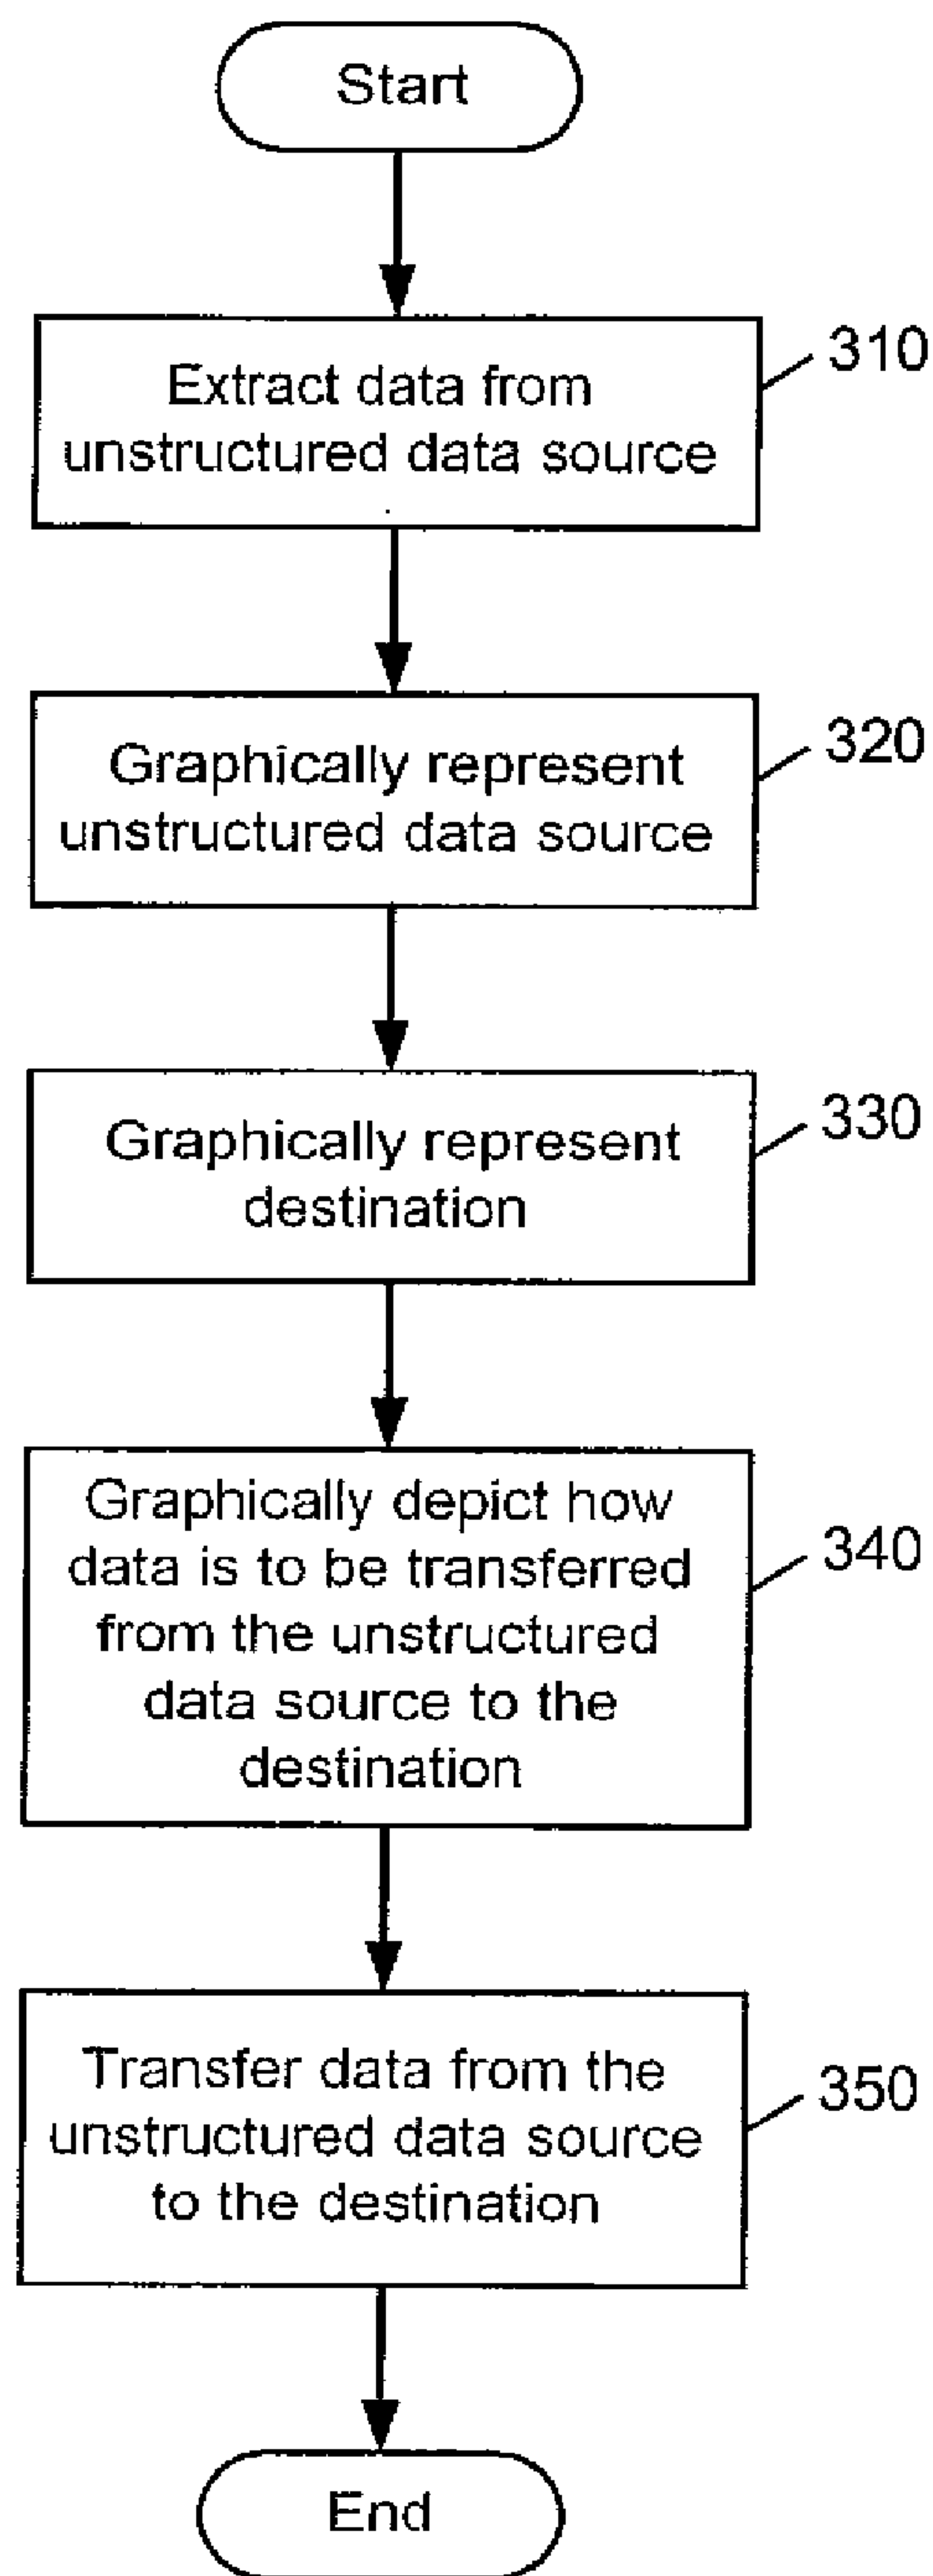 Start
Extract data from
unstructured data source
310
Graphically represent
unstructured data source
320
Graphically represent
destination
330
Graphically depict how
data is to be transferred
from the unstructured
data source to the
destination
340
Transfer data from the
unstructured data source
to the destination
350
End